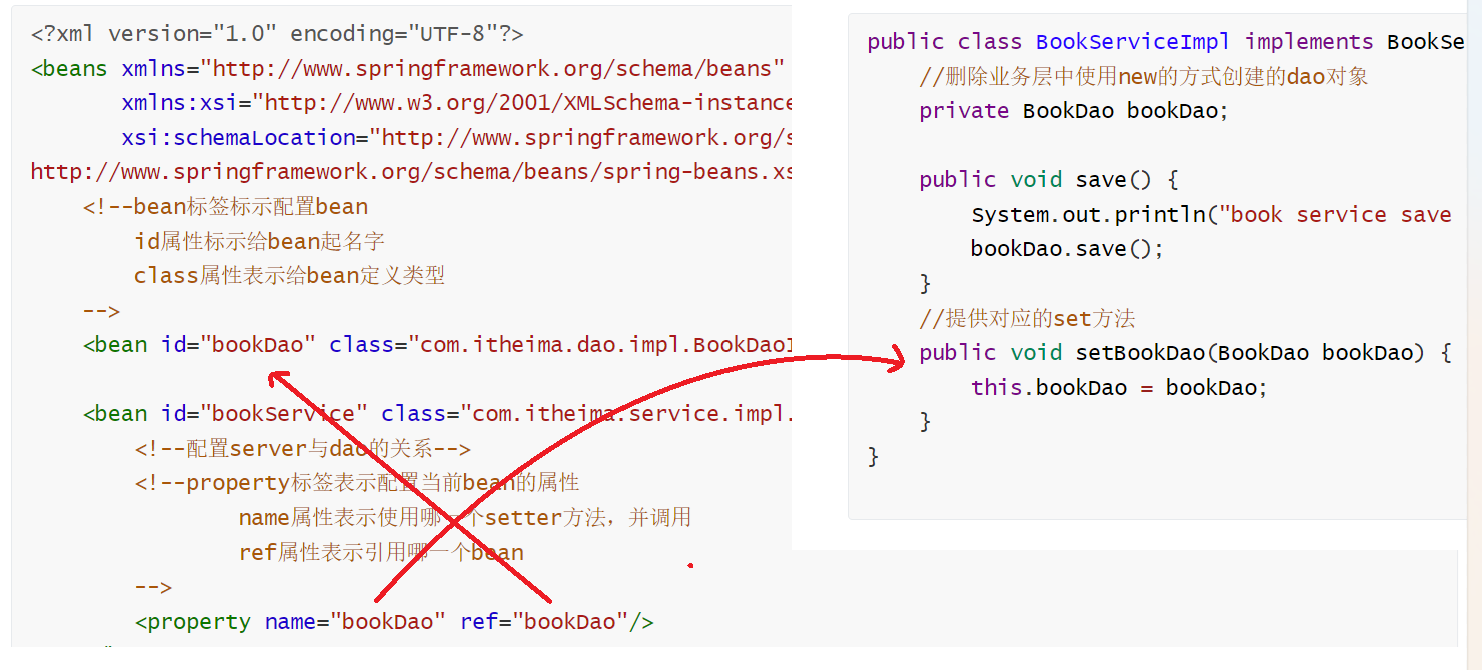 <?xml version="1.0" encoding="UTF-8"?>
<beans xmlns="http://www.springframework.org/schema/beans"
xmlns:xsi="http://www.w3.org/2001/XMLSchema-instance
xsi:schemaLocation="http://www.springframework.org/s
http://www.springframework.org/schema/beans/spring-beans.xs
<!--bean标签标示配置bean
id属性标示给bean起名字
class属性表示给bean定义类型
-->
<bean id="bookDao" class="com.itheima.dao.impl.BookDaoI
<bean id="bookService" class="com.itheima.service.impl.
<!--配置server与dao的关系-->
<!--property标签表示配置当前bean的属性
name属性表示使用哪一个setter方法，并调用
ref属性表示引用哪一个bean
-->
<property name="bookDao" ref="bookDao"/>
public class BookServiceImpl implements BookSe
//删除业务层中使用new的方式创建的dao对象
private BookDao bookDao;
public void save() {
System.out.println("book service save
bookDao.save();
}
//提供对应的set方法
public void setBookDao(BookDao bookDao) {
this.bookDao = bookDao;
}
}